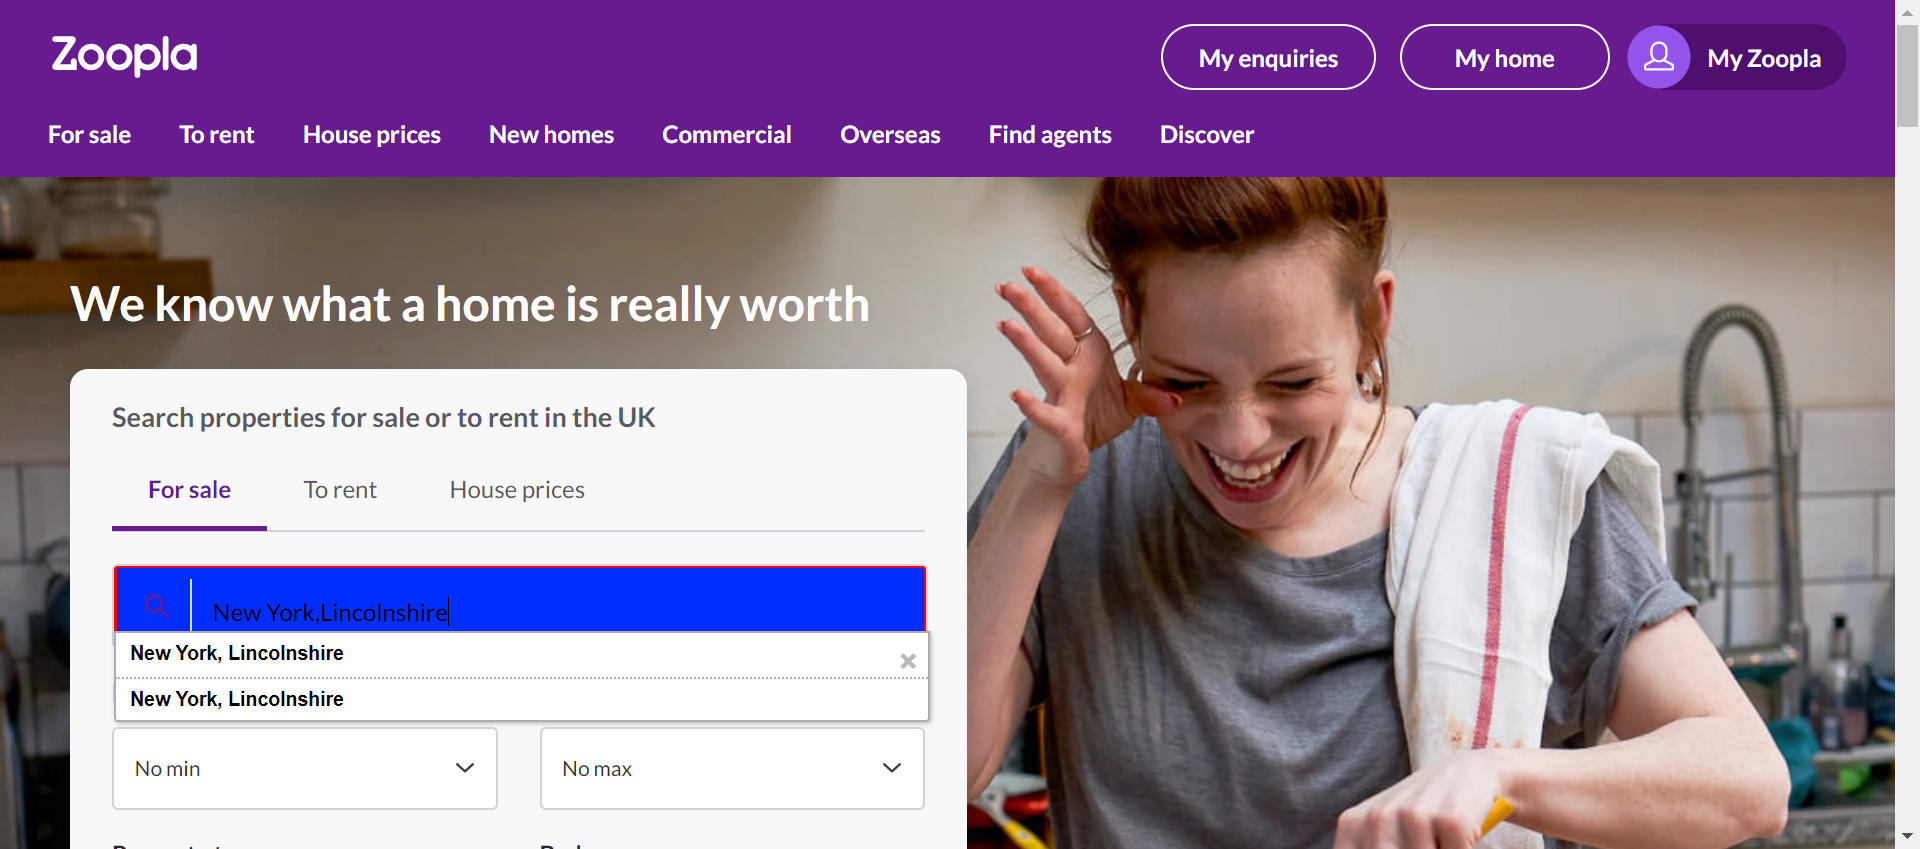 Zoopla
My enquiries
My home
My Zoopla
For sale To rent House prices New homes Commercial Overseas Find agents Discover
We know what a home is really worth
Search properties for sale or to rent in the UK
For sale To rent House prices
New York,Lincolnshire
New York, Lincolnshire
New York, Lincolnshire
No min
No max